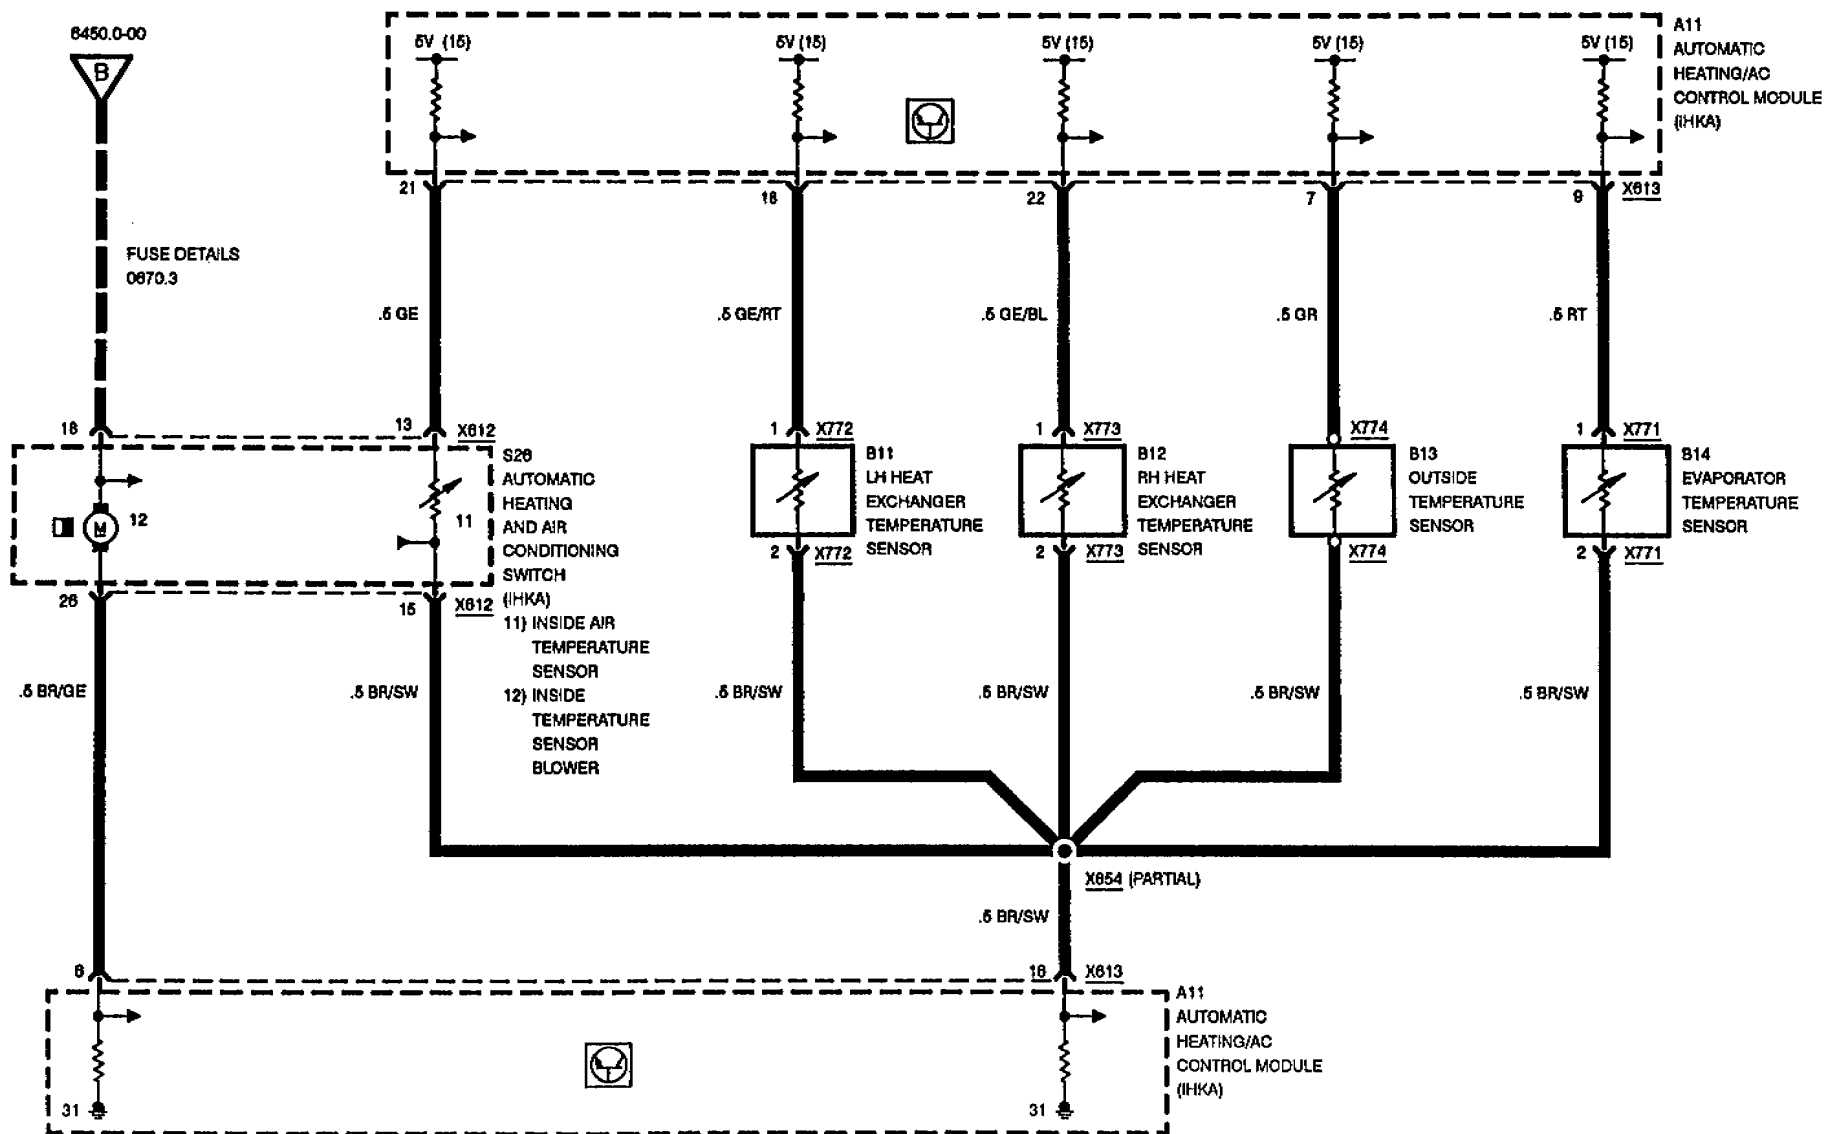 6450.0-00
B
FUSE DETAILS
0670.3
5V (15)
5V (15)
5V (15)
5V (15)
5V (15)
A11
AUTOMATIC
HEATING/AC
CONTROL MODULE
(IHKA)
21
18
22
7
9
X613
.5 GE
.5 GE/RT
.5 GE/BL
.5 GR
.5 RT
18
13
X612
1
X772
1
X773
X774
1
X771
M
12
11
S28
AUTOMATIC
HEATING
AND AIR
CONDITIONING
SWITCH
(IHKA)
11) INSIDE AIR
TEMPERATURE
SENSOR
12) INSIDE
TEMPERATURE
SENSOR
BLOWER
B11
LH HEAT
EXCHANGER
TEMPERATURE
SENSOR
B12
RH HEAT
EXCHANGER
TEMPERATURE
SENSOR
B13
OUTSIDE
TEMPERATURE
SENSOR
B14
EVAPORATOR
TEMPERATURE
SENSOR
26
15
X612
2
X772
2
X773
X774
2
X771
.5 BR/GE
.5 BR/SW
.5 BR/SW
.5 BR/SW
.5 BR/SW
.5 BR/SW
X654 (PARTIAL)
.5 BR/SW
6
16
X613
A11
AUTOMATIC
HEATING/AC
CONTROL MODULE
(IHKA)
31
31